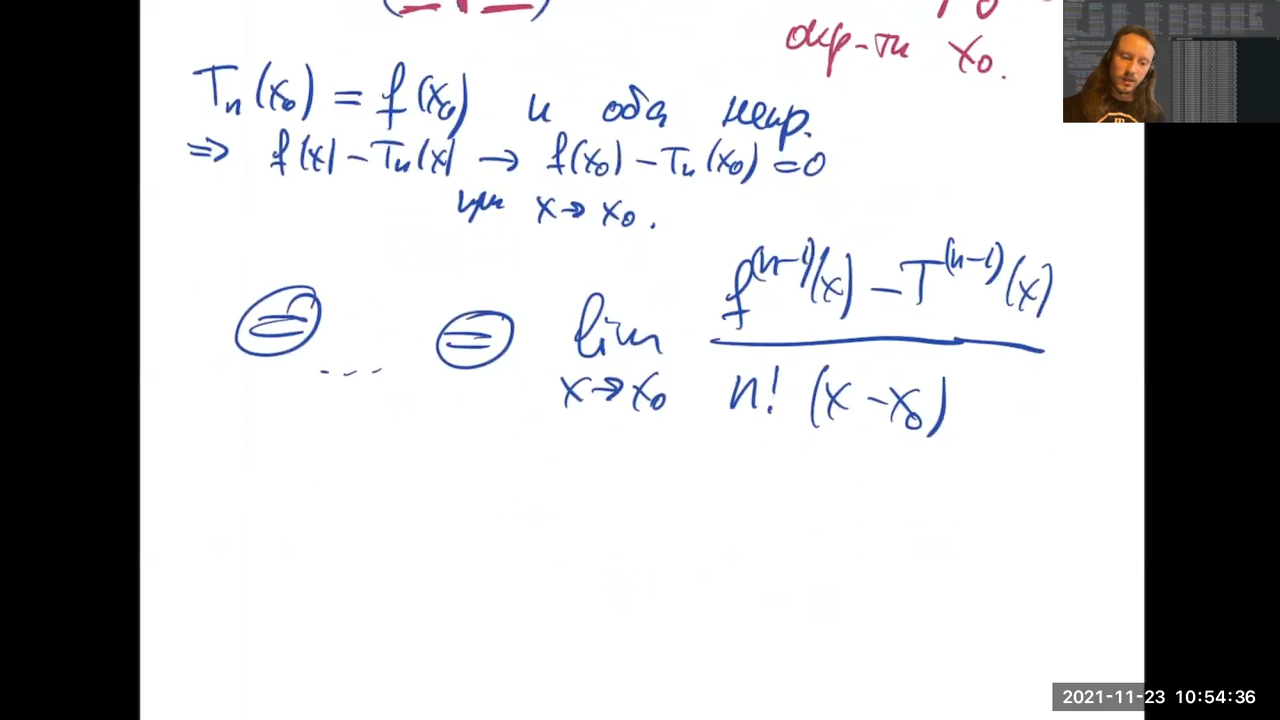 окр-ти x₀.
Tₙ(x₀) = f(x₀) и оба непр.
⇒ f(x) – Tₙ(x) → f(x₀) – Tₙ(x₀) = 0
при x → x₀.
= ... = lim f⁽ⁿ⁻¹⁾(x) – T⁽ⁿ⁻¹⁾(x)
x→x₀ n! (x – x₀)
2021-11-23 10:54:36